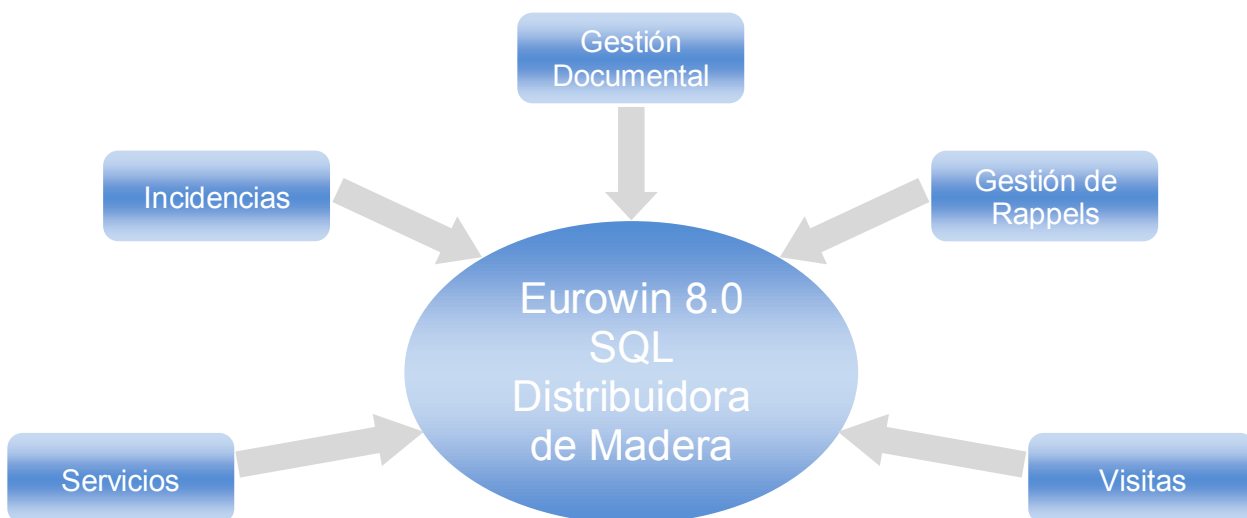 Gestión
Documental
Incidencias
Gestión de
Rappels
Eurowin 8.0
SQL
Distribuidora
de Madera
Servicios
Visitas